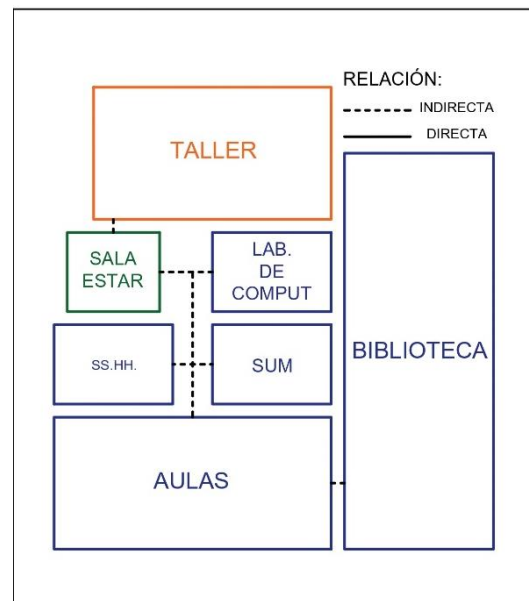 RELACIÓN:
INDIRECTA
DIRECTA
TALLER
SALA
ESTAR
LAB.
DE
COMPUT
BIBLIOTECA
SS.HH.
SUM
AULAS